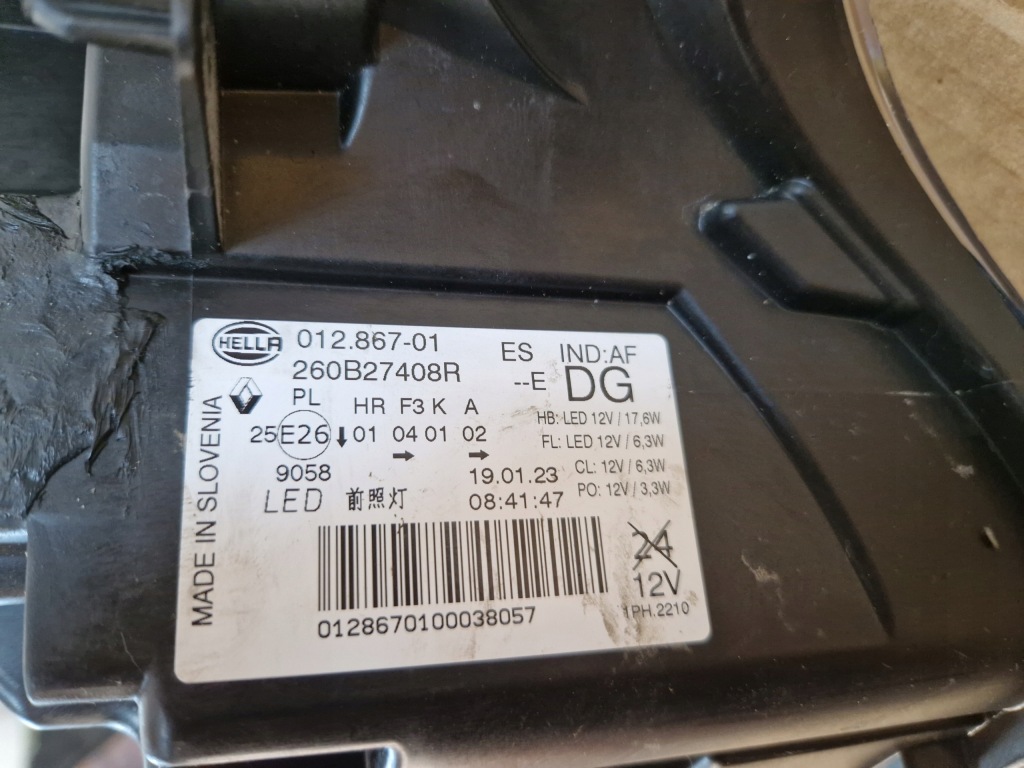 HELLA 012.867-01
260B27408R
ES IND:AF
--E DG
PL HR F3 K A
25 E26 ↓ 01 04 01 02
→ →
9058 19.01.23
LED 前照灯 08:41:47
HB: LED 12V / 17,6W
FL: LED 12V / 6,3W
CL: 12V / 6,3W
PO: 12V / 3,3W
MADE IN SLOVENIA
24
12V
1PH.2210
0128670100038057